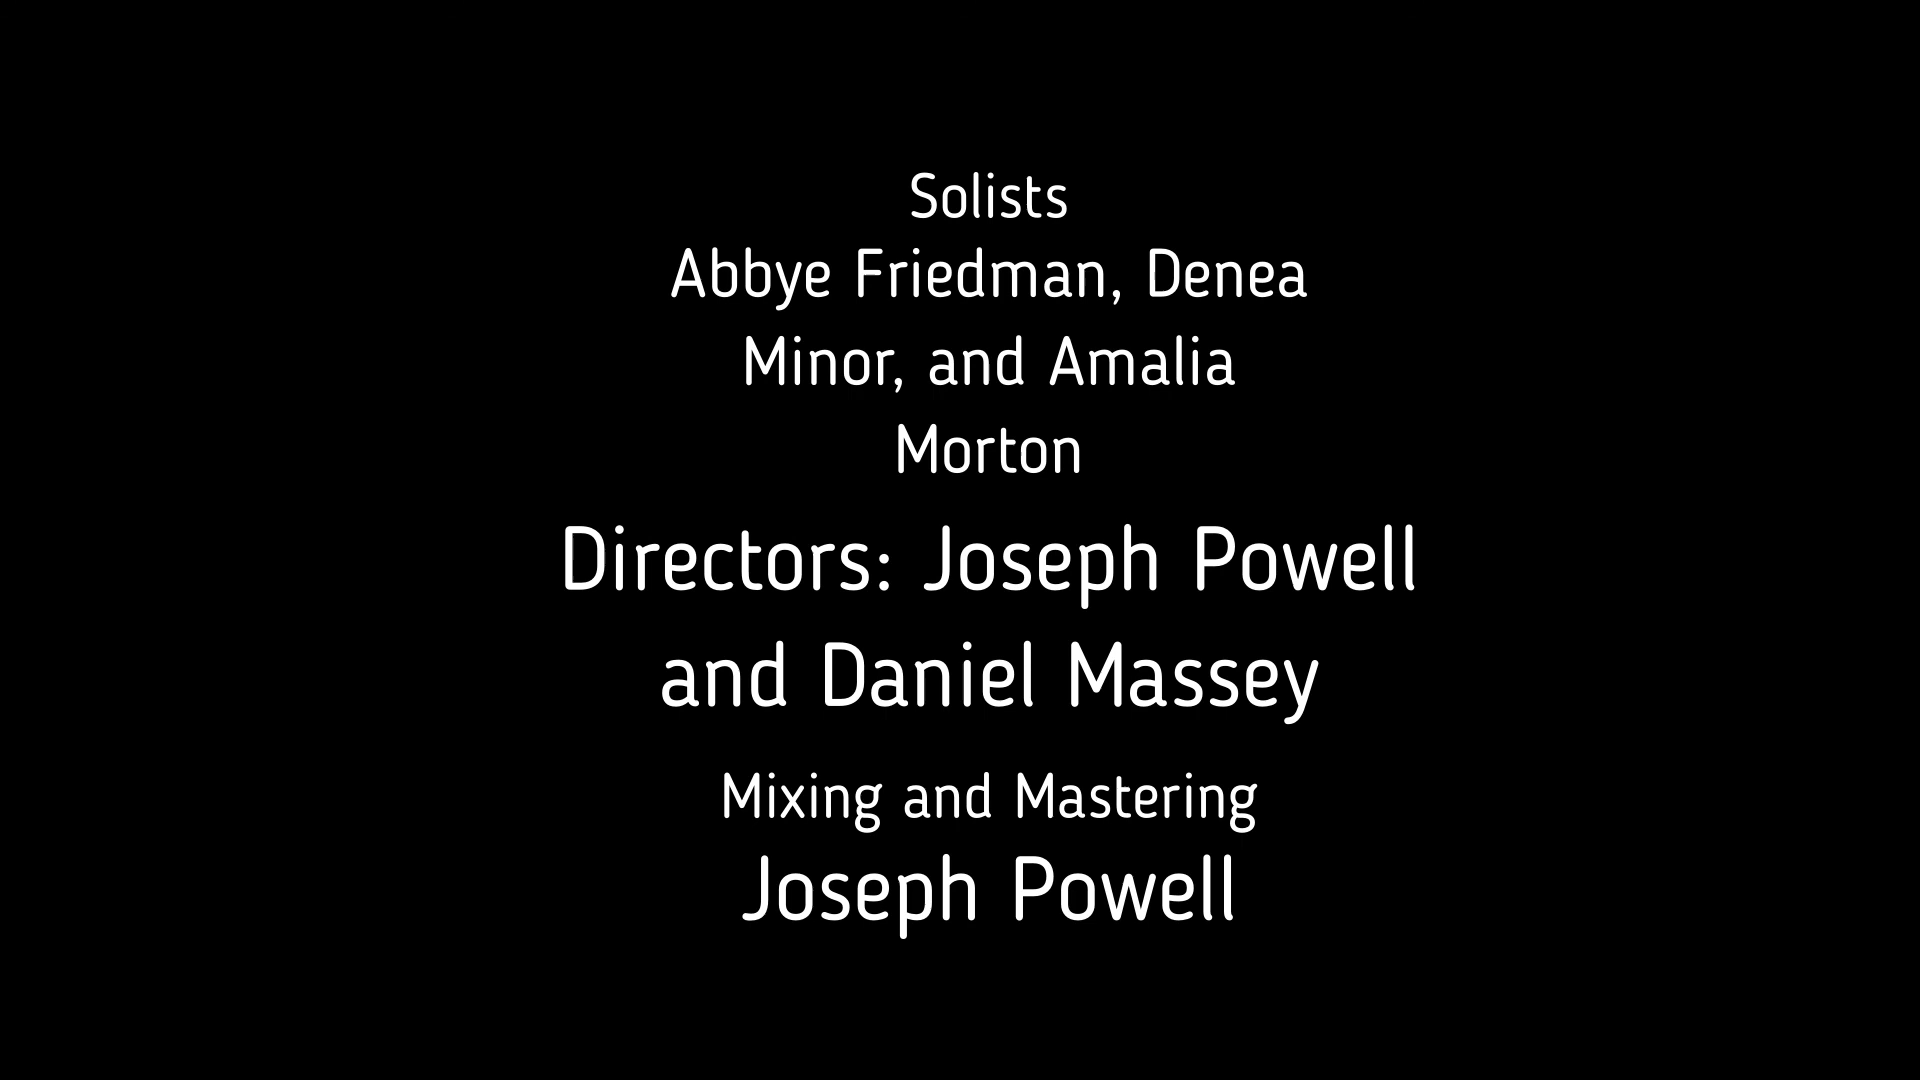 Solists
Abbye Friedman, Denea
Minor, and Amalia
Morton
Directors: Joseph Powell
and Daniel Massey
Mixing and Mastering
Joseph Powell